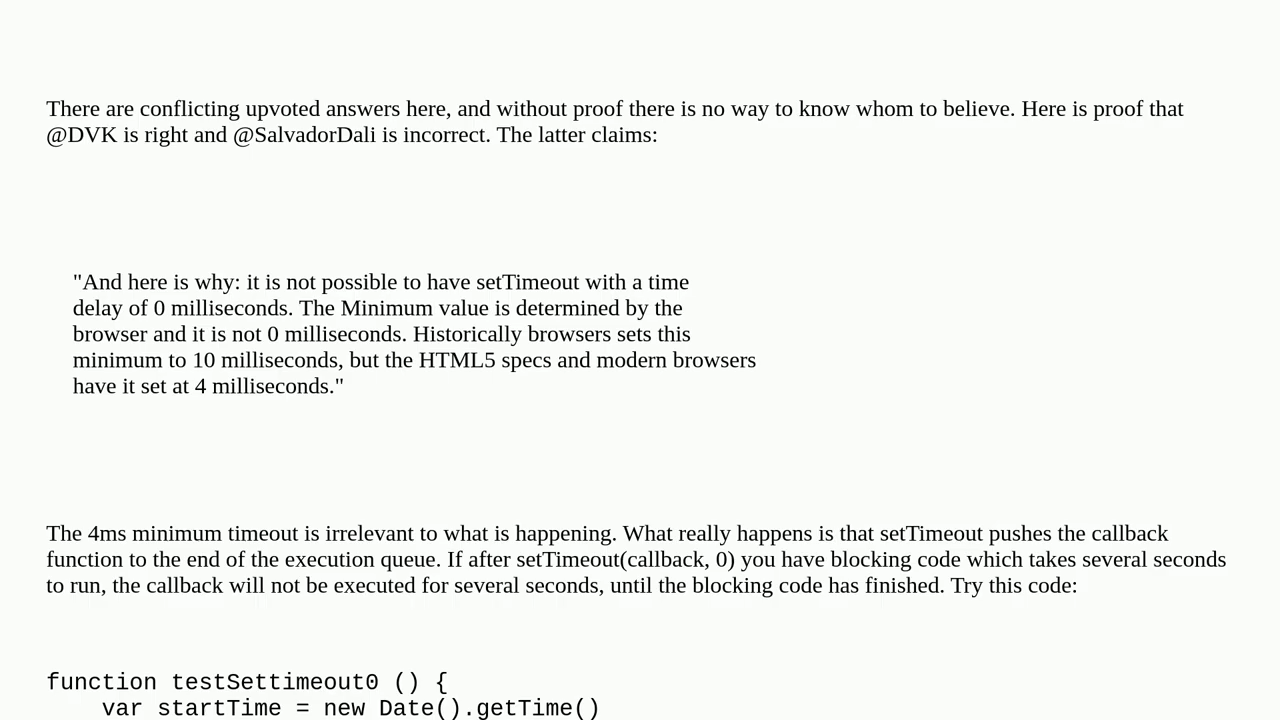 There are conflicting upvoted answers here, and without proof there is no way to know whom to believe. Here is proof that
@DVK is right and @SalvadorDali is incorrect. The latter claims:
"And here is why: it is not possible to have setTimeout with a time
delay of 0 milliseconds. The Minimum value is determined by the
browser and it is not 0 milliseconds. Historically browsers sets this
minimum to 10 milliseconds, but the HTML5 specs and modern browsers
have it set at 4 milliseconds."
The 4ms minimum timeout is irrelevant to what is happening. What really happens is that setTimeout pushes the callback
function to the end of the execution queue. If after setTimeout(callback, 0) you have blocking code which takes several seconds
to run, the callback will not be executed for several seconds, until the blocking code has finished. Try this code:
function testSettimeout0 () {
    var startTime = new Date().getTime()